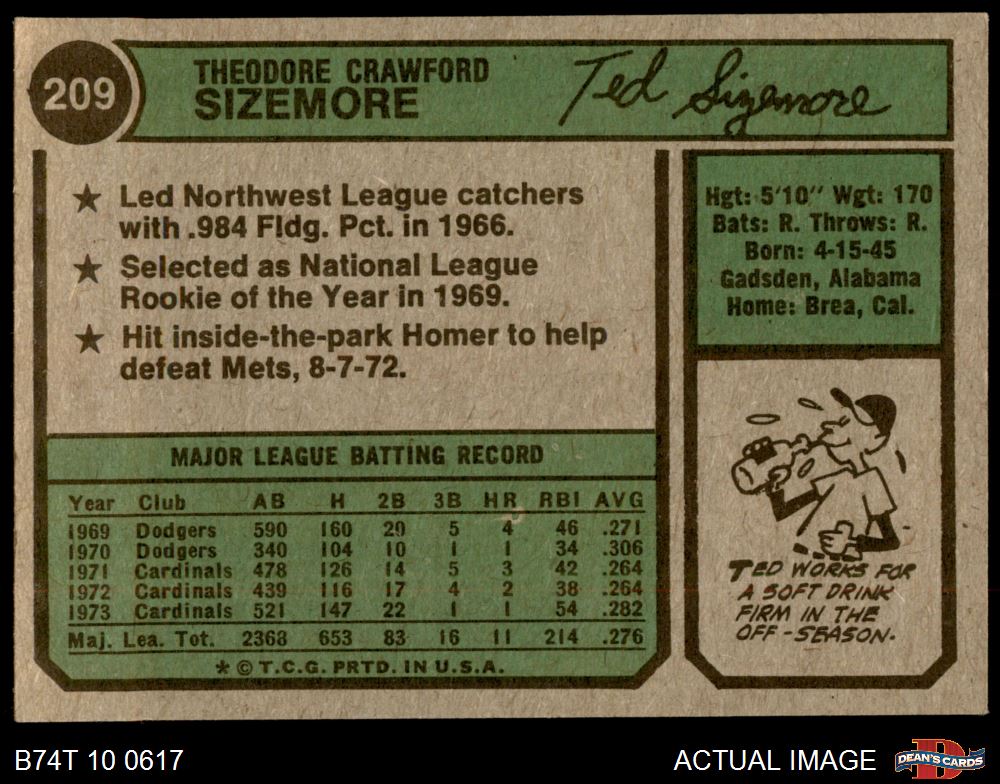 209
THEODORE CRAWFORD
SIZEMORE
Ted Sizemore
★ Led Northwest League catchers
with .984 Fldg. Pct. in 1966.
★ Selected as National League
Rookie of the Year in 1969.
★ Hit inside-the-park Homer to help
defeat Mets, 8-7-72.
Hgt: 5'10" Wgt: 170
Bats: R. Throws: R.
Born: 4-15-45
Gadsden, Alabama
Home: Brea, Cal.
MAJOR LEAGUE BATTING RECORD
Year Club AB H 2B 3B HR RBI AVG
1969 Dodgers 590 160 20 5 4 46 .271
1970 Dodgers 340 104 10 1 1 34 .306
1971 Cardinals 478 126 14 5 3 42 .264
1972 Cardinals 439 116 17 4 2 38 .264
1973 Cardinals 521 147 22 1 1 54 .282
Maj. Lea. Tot. 2368 653 83 16 11 214 .276
* © T.C.G. PRTD. IN U.S.A.
TED WORKS FOR
A SOFT DRINK
FIRM IN THE
OFF-SEASON.
B74T 10 0617
ACTUAL IMAGE
DEAN'S CARDS